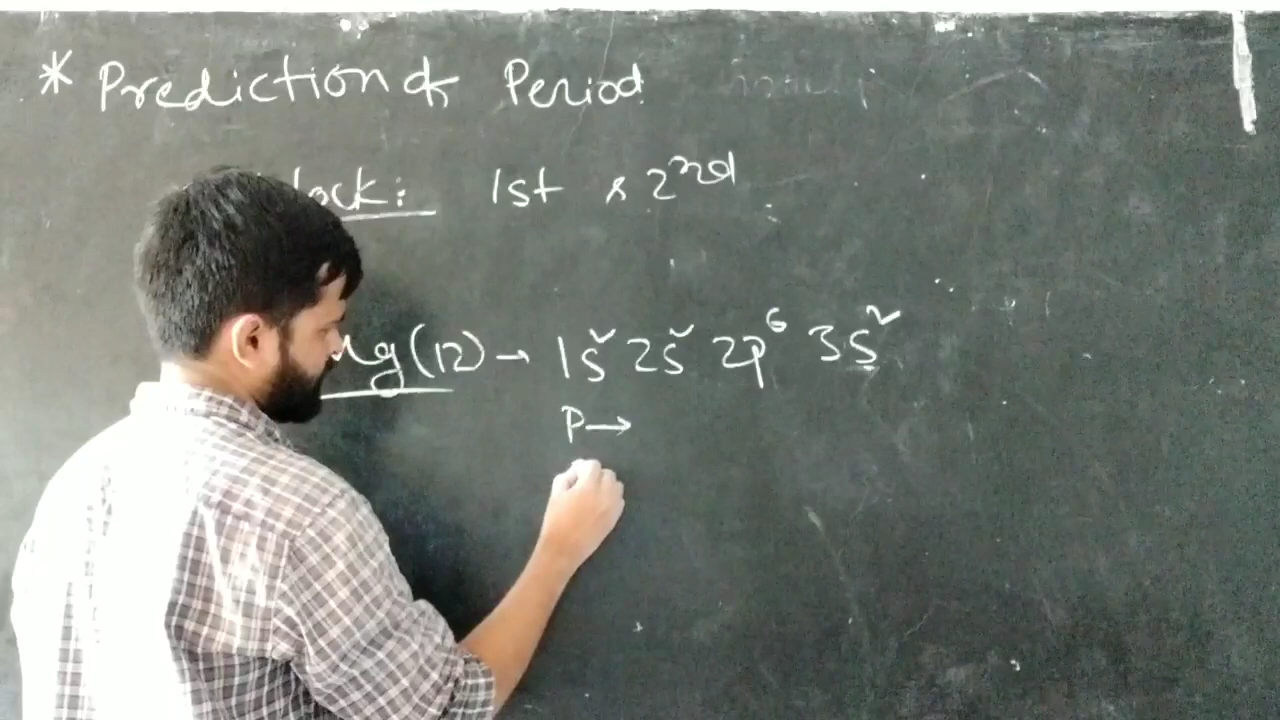 * Prediction of Period
lock: 1st & 2nd
Mg(12) → 1s² 2s² 2p⁶ 3s²
P →